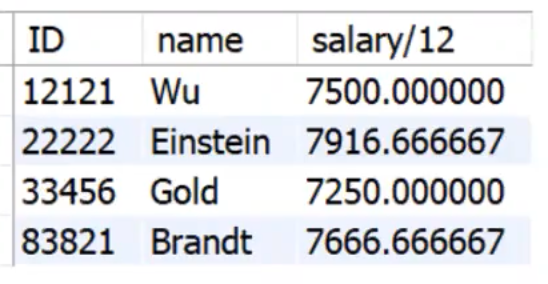 ID name salary/12
12121 Wu 7500.000000
22222 Einstein 7916.666667
33456 Gold 7250.000000
83821 Brandt 7666.666667